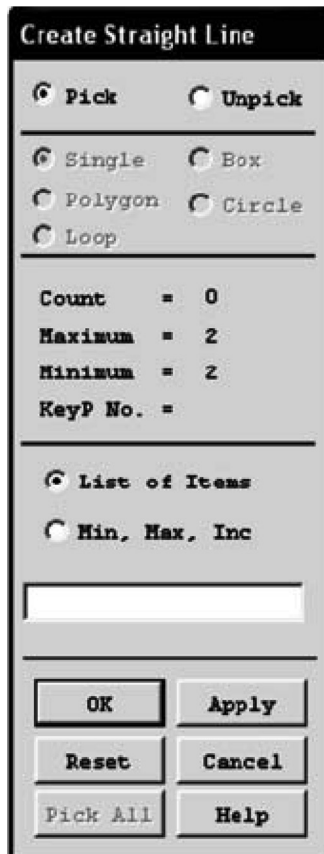 Create Straight Line
Pick Unpick
Single Box
Polygon Circle
Loop
Count = 0
Maximum = 2
Minimum = 2
KeyP No. =
List of Items
Min, Max, Inc
OK Apply
Reset Cancel
Pick All Help